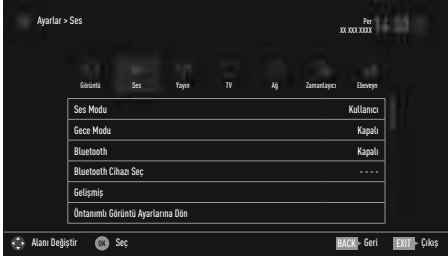 Ayarlar > Ses
Per
XX XXX XXXX
Görüntü Ses Yayın TV Ağ Zamanlayıcı Ebeveyn
Ses Modu Kullanıcı
Gece Modu Kapalı
Bluetooth Kapalı
Bluetooth Cihazı Seç ----
Gelişmiş
Öntanımlı Görüntü Ayarlarına Dön
Alanı Değiştir OK Seç BACK Geri EXIT Çıkış